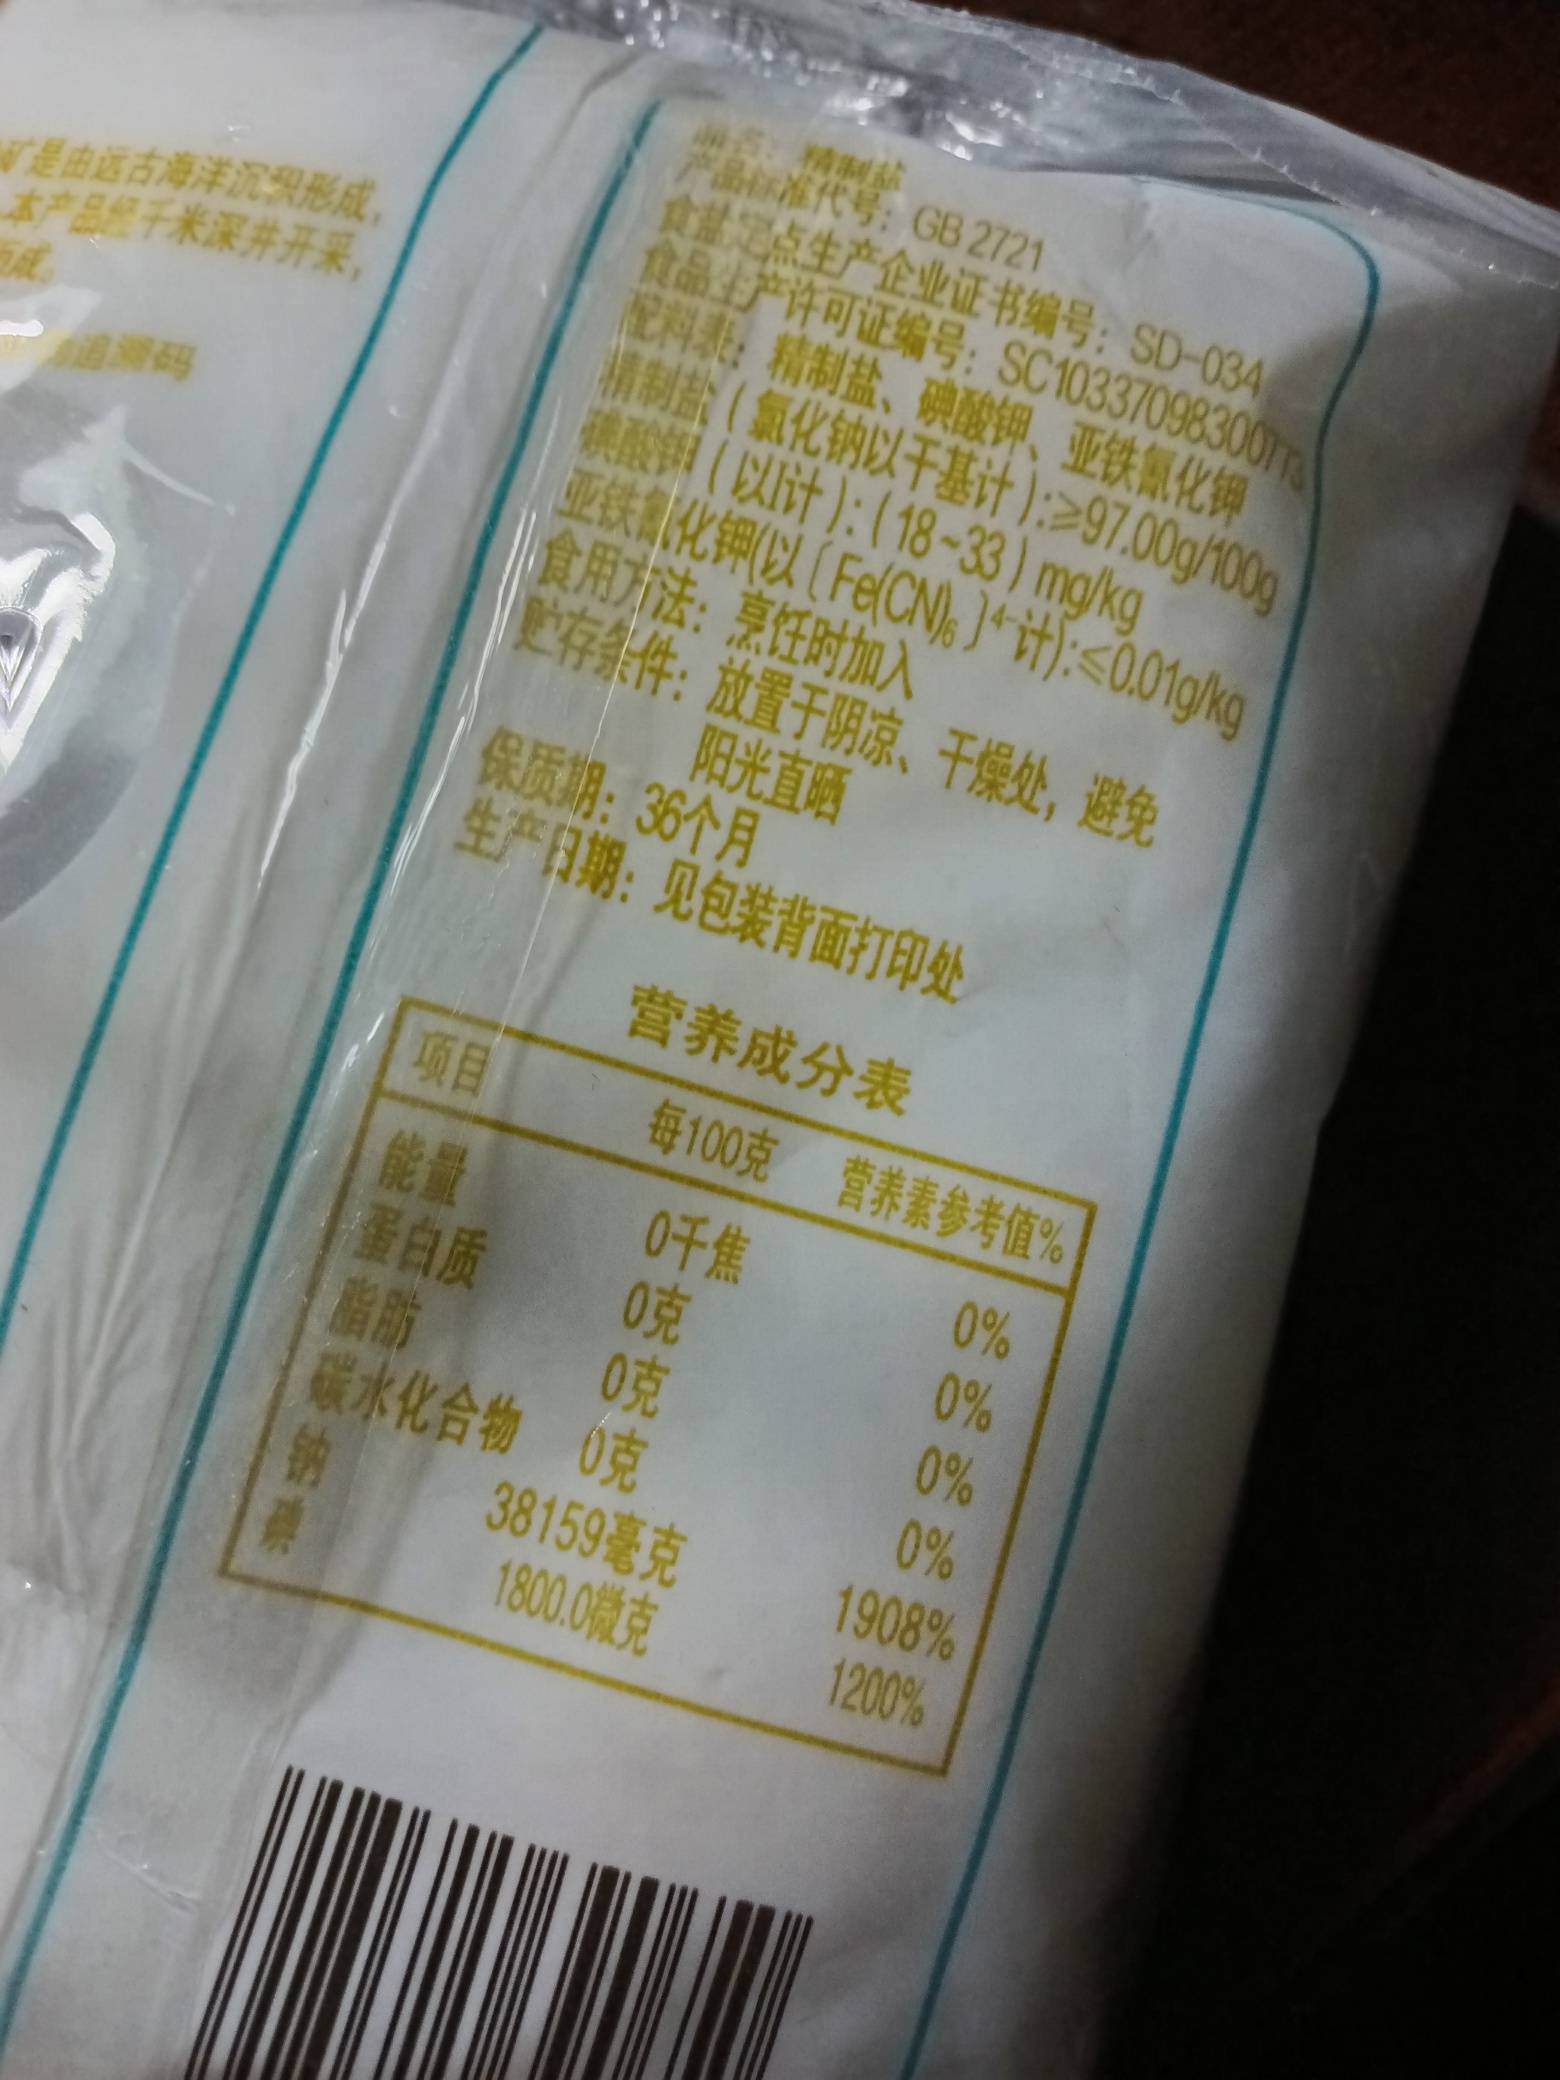 矿是由远古海洋沉积形成，
本产品经千米深井开采，
而成。
追溯码
品名：精制盐
产品标准代号：GB 2721
食盐定点生产企业证书编号：SD-034
食品生产许可证编号：SC10337098300113
配料表：精制盐、碘酸钾、亚铁氰化钾
精制盐（氯化钠以干基计）：≥97.00g/100g
碘酸钾（以I计）：（18~33）mg/kg
亚铁氰化钾(以〔Fe(CN)₆〕⁴⁻计):≤0.01g/kg
食用方法：烹饪时加入
贮存条件：放置于阴凉、干燥处，避免
阳光直晒
保质期：36个月
生产日期：见包装背面打印处
营养成分表
项目 每100克 营养素参考值%
能量 0千焦 0%
蛋白质 0克 0%
脂肪 0克 0%
碳水化合物 0克 0%
钠 38159毫克 1908%
碘 1800.0微克 1200%